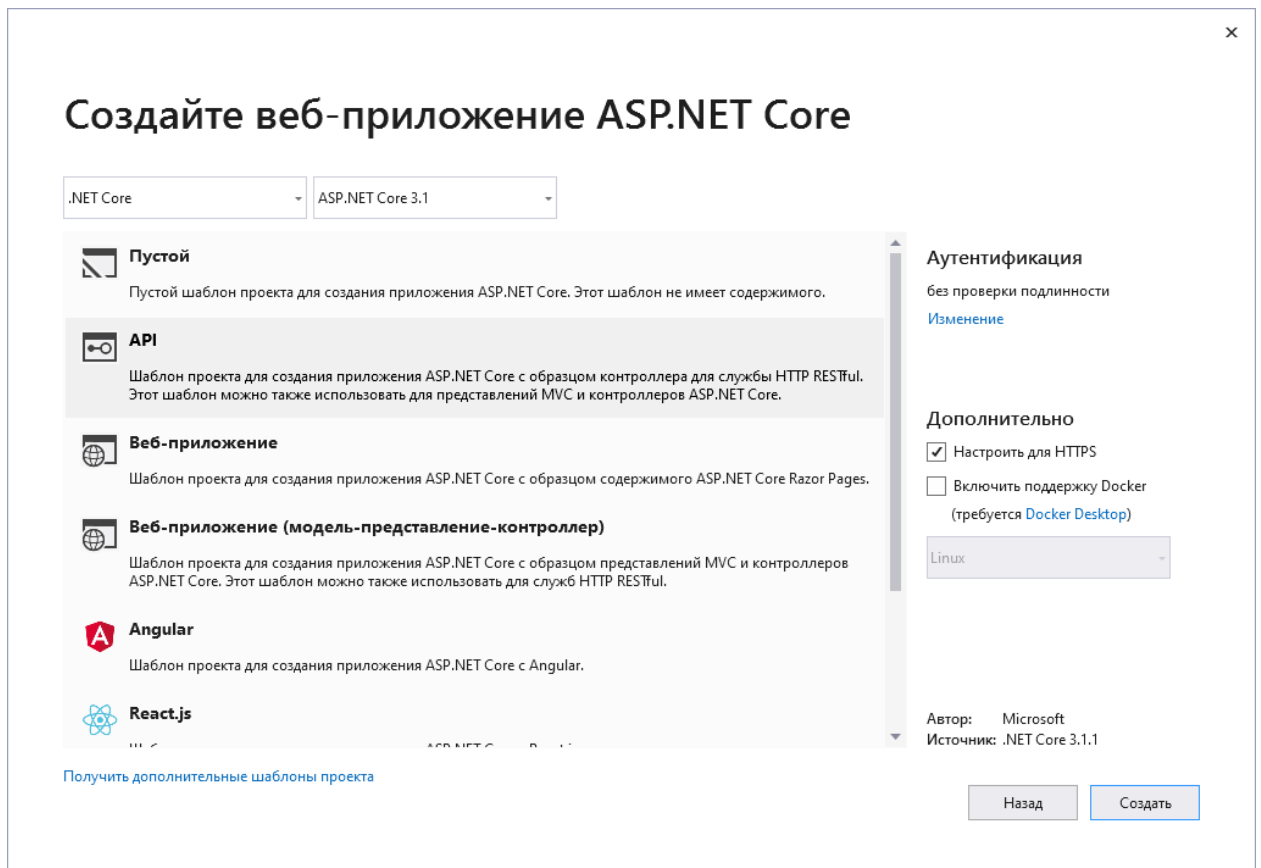 Создайте веб-приложение ASP.NET Core
.NET Core
ASP.NET Core 3.1
Пустой
Пустой шаблон проекта для создания приложения ASP.NET Core. Этот шаблон не имеет содержимого.
API
Шаблон проекта для создания приложения ASP.NET Core с образцом контроллера для службы HTTP RESTful.
Этот шаблон можно также использовать для представлений MVC и контроллеров ASP.NET Core.
Веб-приложение
Шаблон проекта для создания приложения ASP.NET Core с образцом содержимого ASP.NET Core Razor Pages.
Веб-приложение (модель-представление-контроллер)
Шаблон проекта для создания приложения ASP.NET Core с образцом представлений MVC и контроллеров
ASP.NET Core. Этот шаблон можно также использовать для служб HTTP RESTful.
Angular
Шаблон проекта для создания приложения ASP.NET Core с Angular.
React.js
Получить дополнительные шаблоны проекта
Аутентификация
без проверки подлинности
Изменение
Дополнительно
Настроить для HTTPS
Включить поддержку Docker
(требуется Docker Desktop)
Linux
Автор: Microsoft
Источник: .NET Core 3.1.1
Назад
Создать